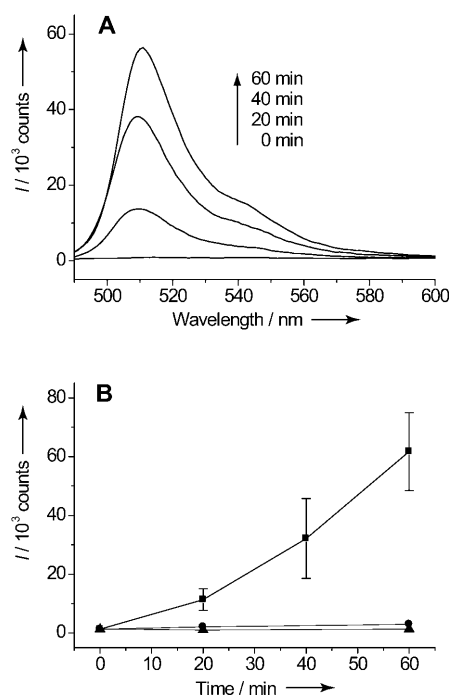 A
I / 10³ counts
60
40
20
0
60 min
40 min
20 min
0 min
500 520 540 560 580 600
Wavelength / nm
B
I / 10³ counts
80
60
40
20
0
0 10 20 30 40 50 60
Time / min